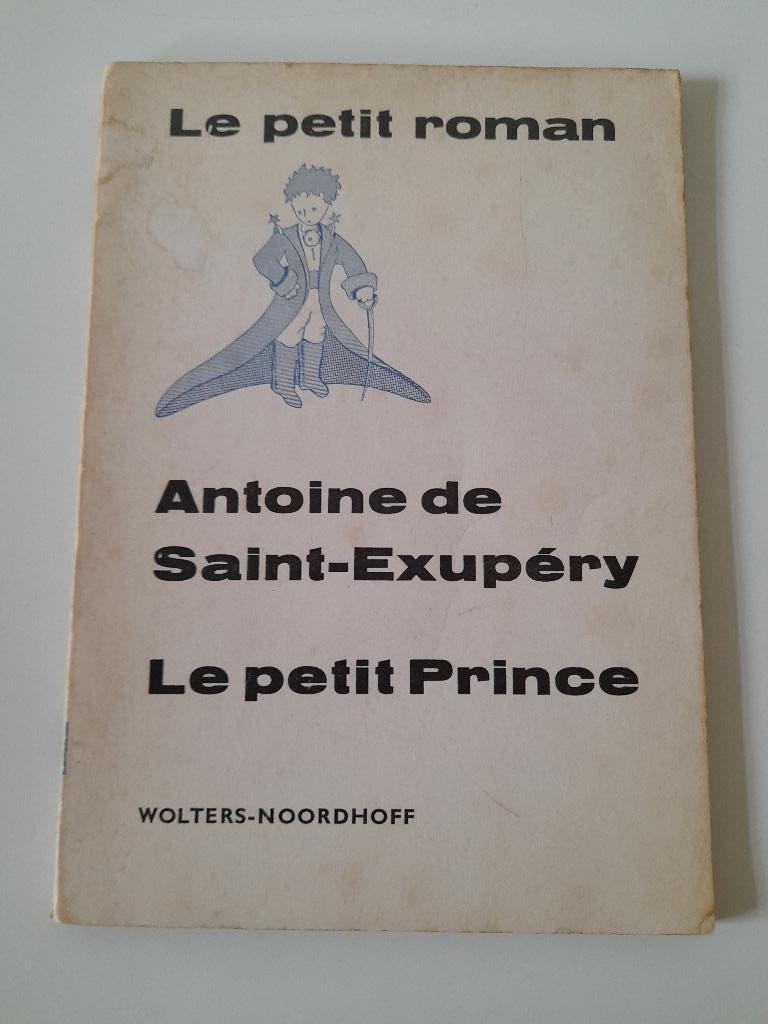 Le petit roman
Antoine de
Saint-Exupéry
Le petit Prince
WOLTERS-NOORDHOFF